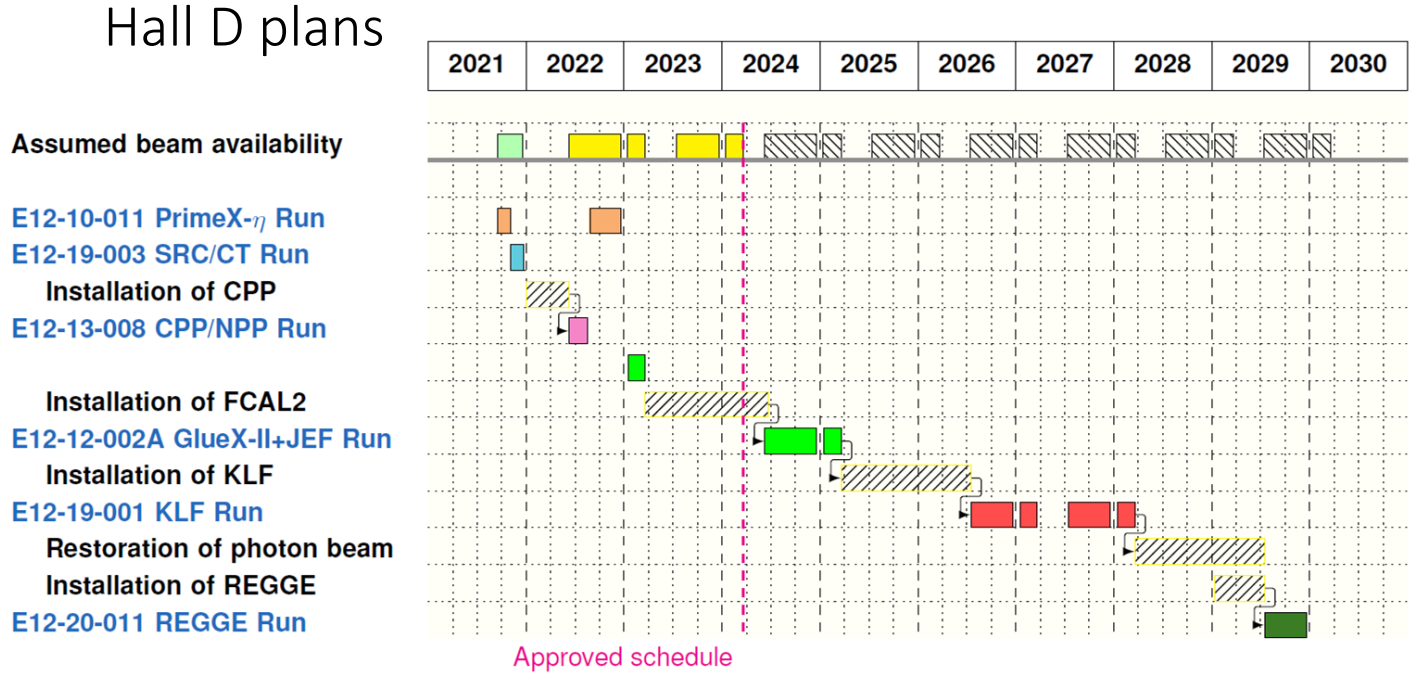 Hall D plans
2021 2022 2023 2024 2025 2026 2027 2028 2029 2030
Assumed beam availability
E12-10-011 PrimeX-η Run
E12-19-003 SRC/CT Run
Installation of CPP
E12-13-008 CPP/NPP Run
Installation of FCAL2
E12-12-002A GlueX-II+JEF Run
Installation of KLF
E12-19-001 KLF Run
Restoration of photon beam
Installation of REGGE
E12-20-011 REGGE Run
Approved schedule